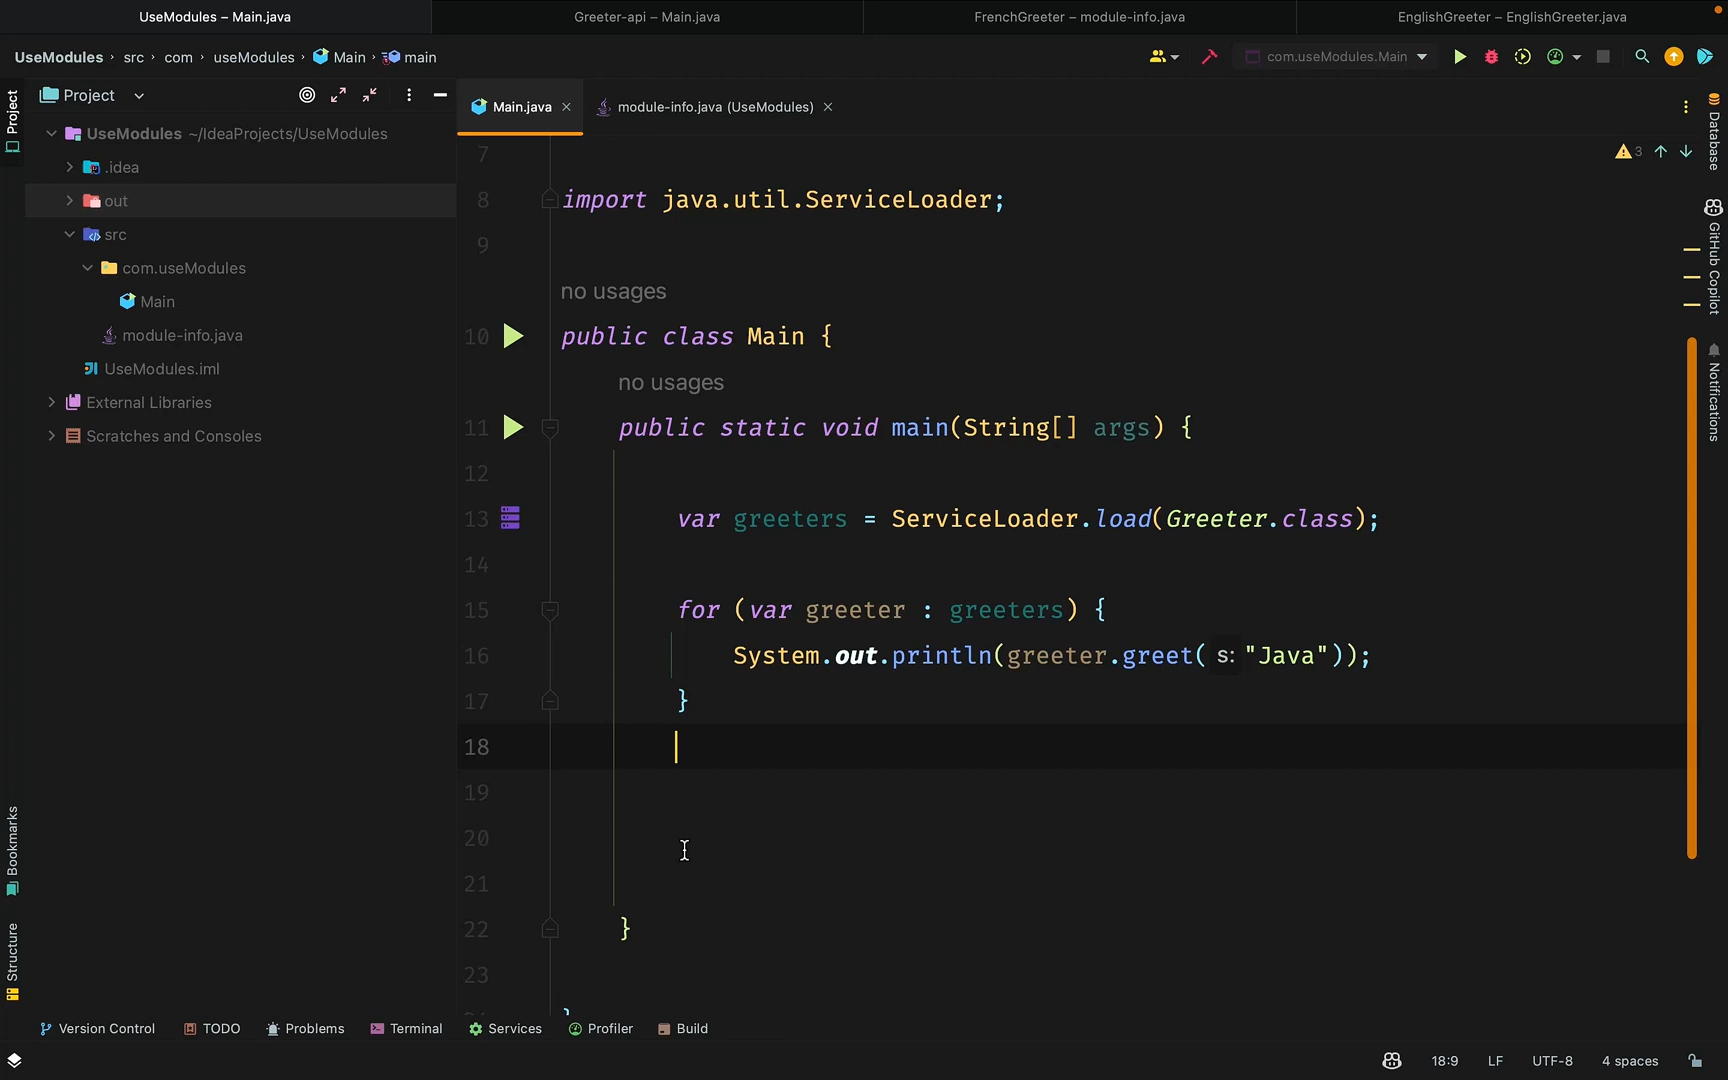 UseModules – Main.java
Greeter-api – Main.java
FrenchGreeter – module-info.java
EnglishGreeter – EnglishGreeter.java
UseModules › src › com › useModules › Main › main
com.useModules.Main
Project
Project
Main.java
module-info.java (UseModules)
UseModules ~/IdeaProjects/UseModules
.idea
out
src
com.useModules
Main
module-info.java
UseModules.iml
External Libraries
Scratches and Consoles
3
7
8 import java.util.ServiceLoader;
9
no usages
10 public class Main {
no usages
11 public static void main(String[] args) {
12
13 var greeters = ServiceLoader.load(Greeter.class);
14
15 for (var greeter : greeters) {
16 System.out.println(greeter.greet( s: "Java"));
17 }
18
19
20
21
22 }
23
Database
GitHub Copilot
Notifications
Bookmarks
Structure
Version Control
TODO
Problems
Terminal
Services
Profiler
Build
18:9
LF
UTF-8
4 spaces